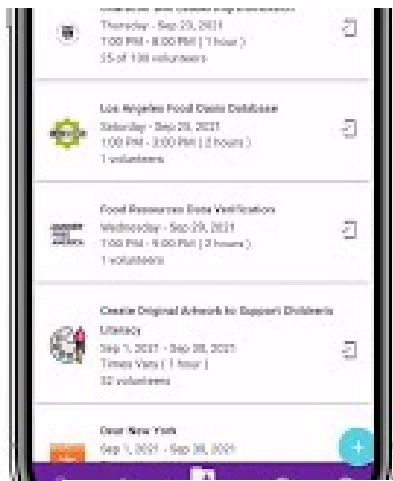 Thursday - Sep 23, 2021
7:00 PM - 8:00 PM ( 1 hour )
25 of 100 volunteers
Los Angeles Food Oasis Database
Saturday - Sep 25, 2021
1:00 PM - 3:00 PM ( 2 hours )
1 volunteers
Food Resources Data Verification
Wednesday - Sep 29, 2021
7:00 PM - 9:00 PM ( 2 hours )
1 volunteers
Create Original Artwork to Support Children's
Literacy
Sep 1, 2021 - Sep 30, 2021
Times Vary ( 1 hour )
32 volunteers
Dear New York
Sep 1, 2021 - Sep 30, 2021